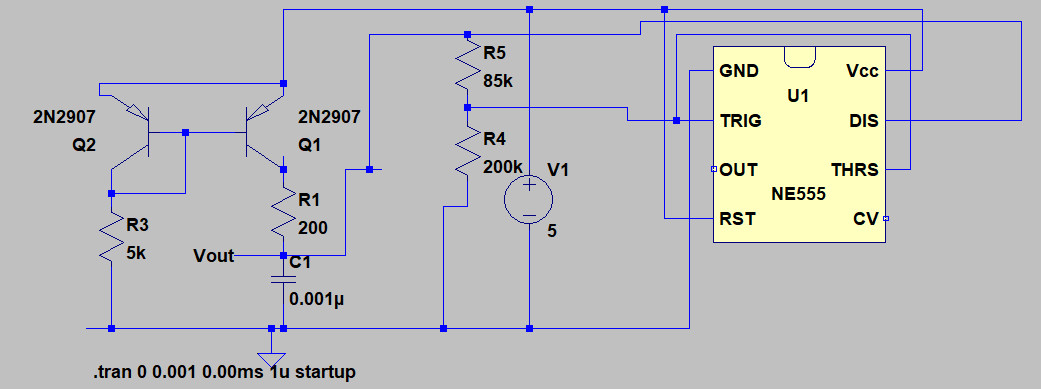 R5
85k
GND
Vcc
U1
2N2907
Q2
2N2907
Q1
TRIG
DIS
R4
200k
V1
OUT
THRS
NE555
R1
200
R3
5k
RST
CV
5
Vout
C1
0.001µ
.tran 0 0.001 0.00ms 1u startup